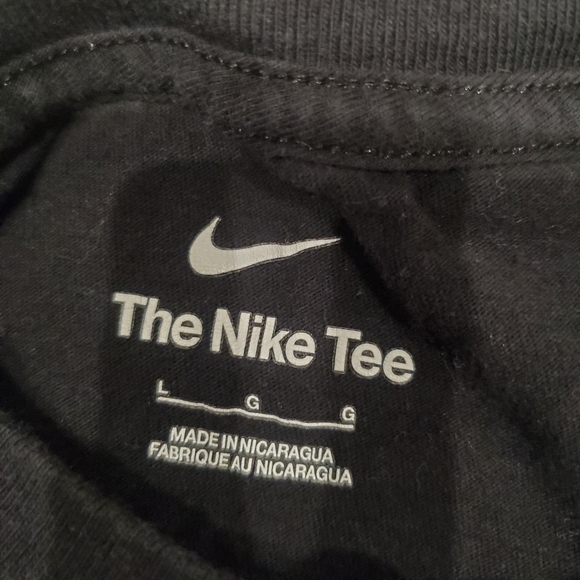 The Nike Tee
L G G
MADE IN NICARAGUA
FABRIQUE AU NICARAGUA